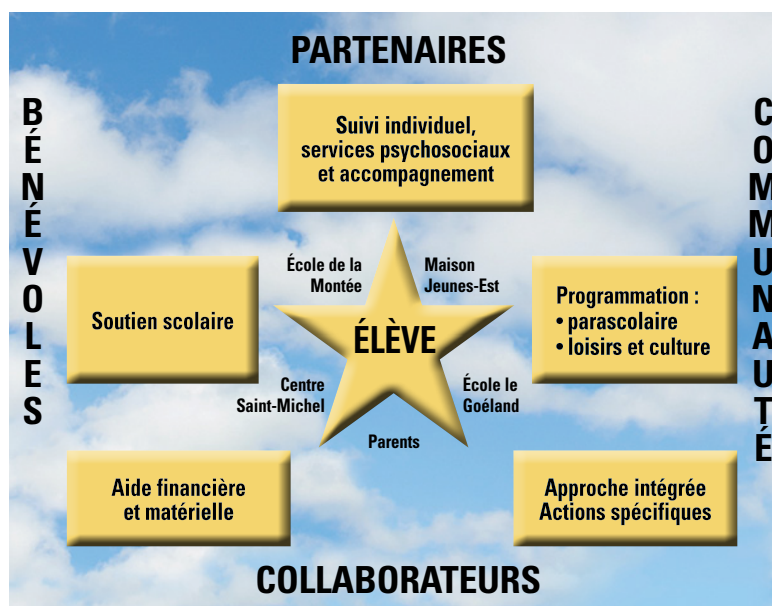 PARTENAIRES
BÉNÉVOLES
COMMUNAUTÉ
Suivi individuel,
services psychosociaux
et accompagnement
École de la
Montée
Maison
Jeunes-Est
Soutien scolaire
ÉLÈVE
Programmation :
• parascolaire
• loisirs et culture
Centre
Saint-Michel
École le
Goéland
Parents
Aide financière
et matérielle
Approche intégrée
Actions spécifiques
COLLABORATEURS